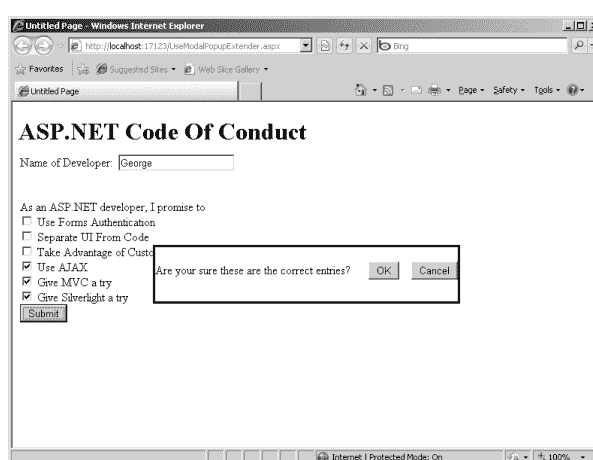 Untitled Page - Windows Internet Explorer
http://localhost:17123/UseModalPopupExtender.aspx
Bing
Favorites Suggested Sites Web Slice Gallery
Untitled Page
Page Safety Tools
ASP.NET Code Of Conduct
Name of Developer: George
As an ASP.NET developer, I promise to
Use Forms Authentication
Separate UI From Code
Take Advantage of Custo
Use AJAX
Give MVC a try
Give Silverlight a try
Are your sure these are the correct entries? OK Cancel
Submit
Internet | Protected Mode: On 100%